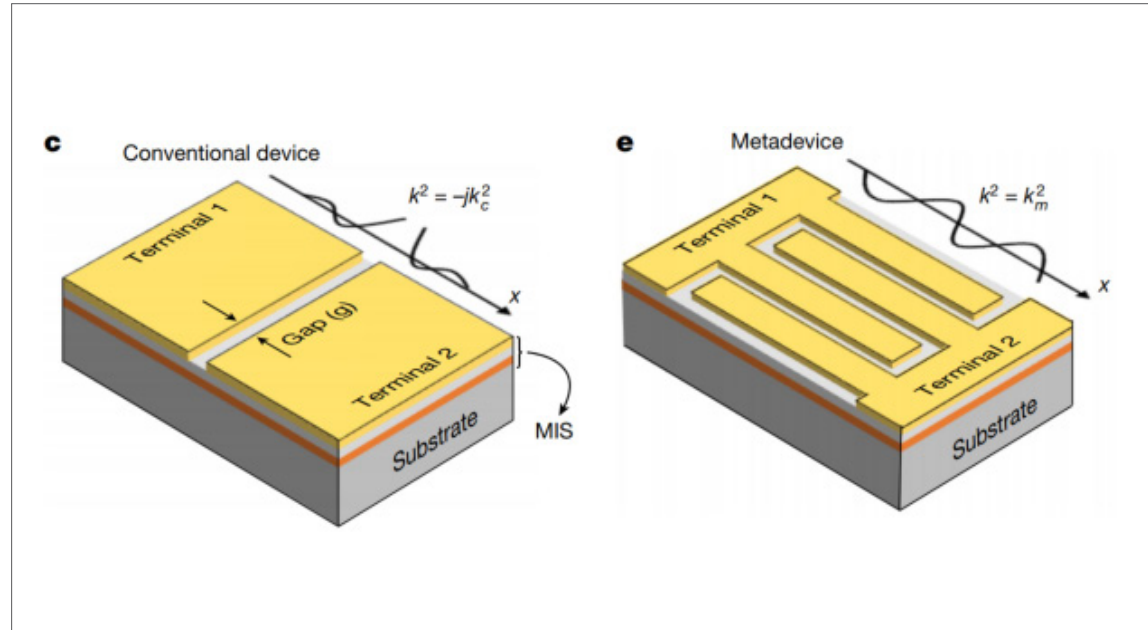 c
Conventional device
k² = –jk_c²
Terminal 1
x
Gap (g)
Terminal 2
MIS
Substrate
e
Metadevice
k² = k_m²
Terminal 1
x
Terminal 2
Substrate